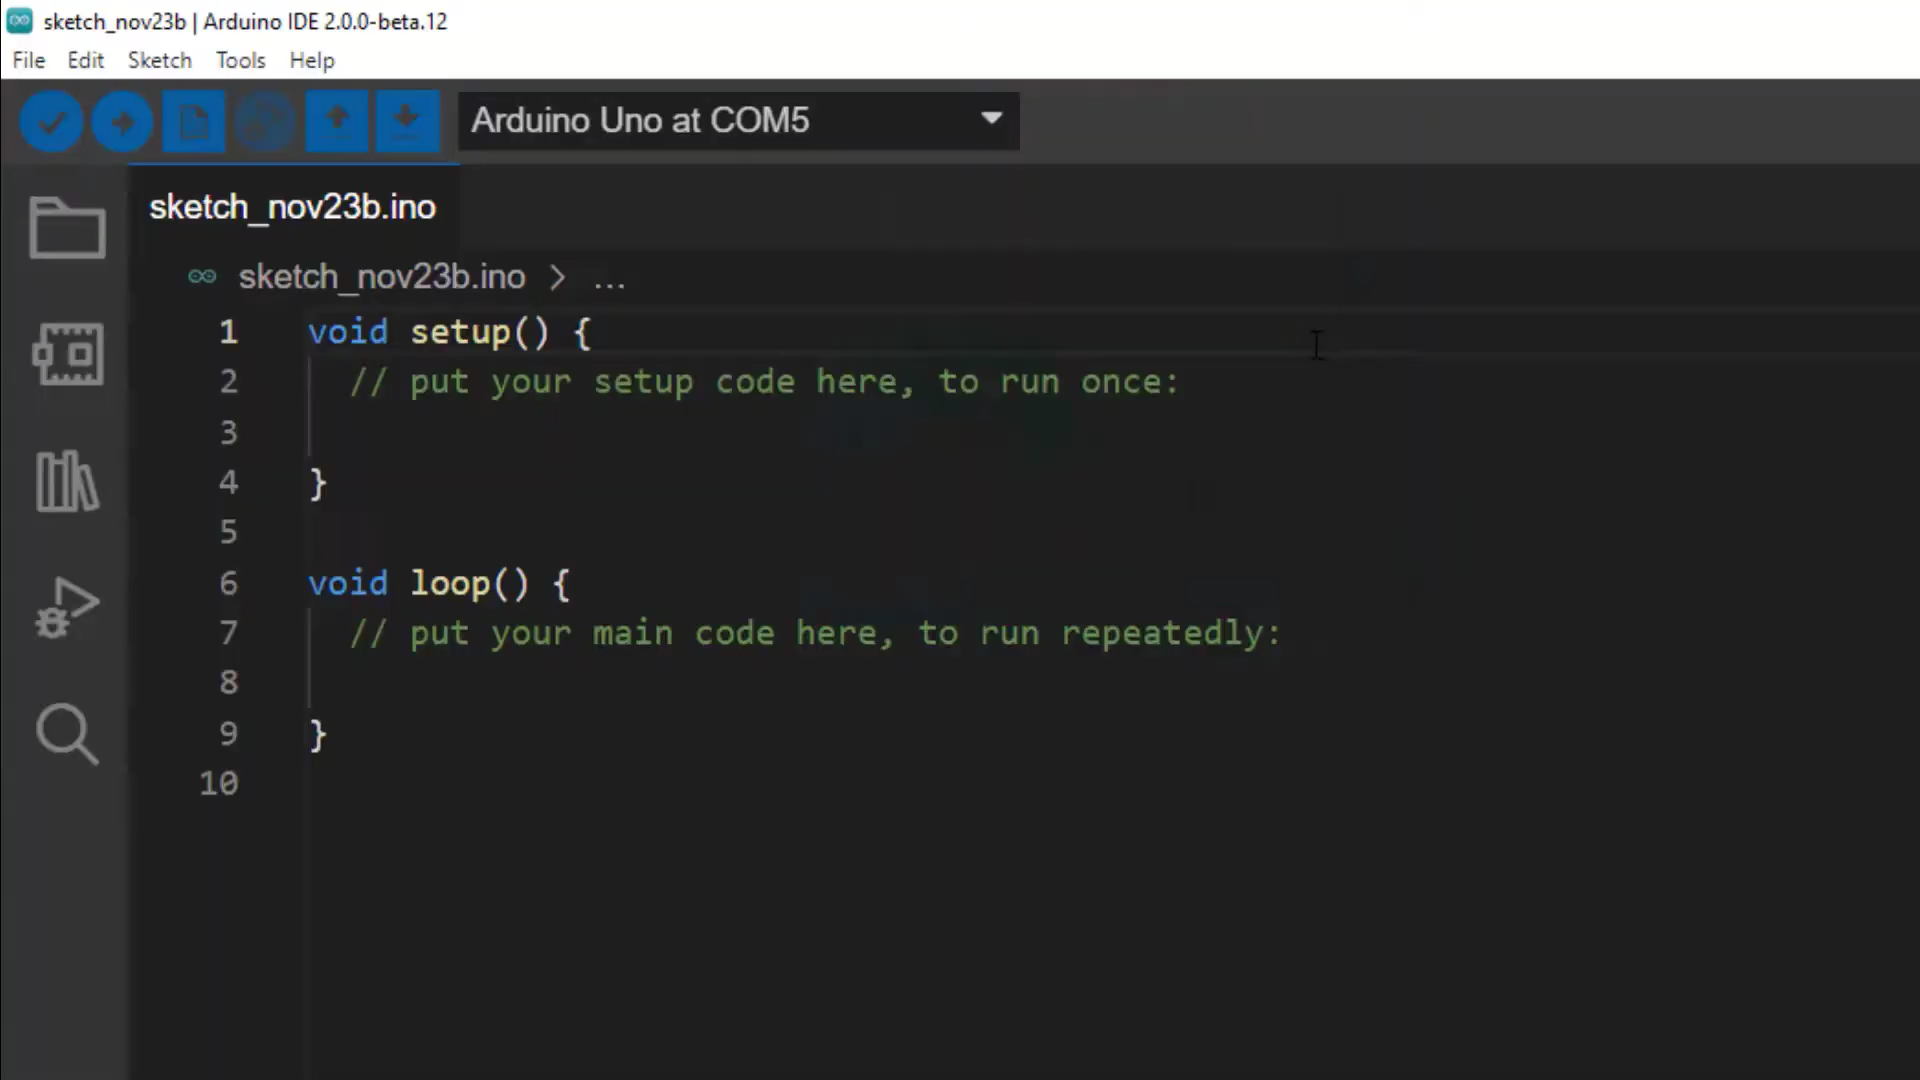 sketch_nov23b | Arduino IDE 2.0.0-beta.12
File Edit Sketch Tools Help
Arduino Uno at COM5
sketch_nov23b.ino
sketch_nov23b.ino > ...
1 void setup() {
2 // put your setup code here, to run once:
3
4 }
5
6 void loop() {
7 // put your main code here, to run repeatedly:
8
9 }
10